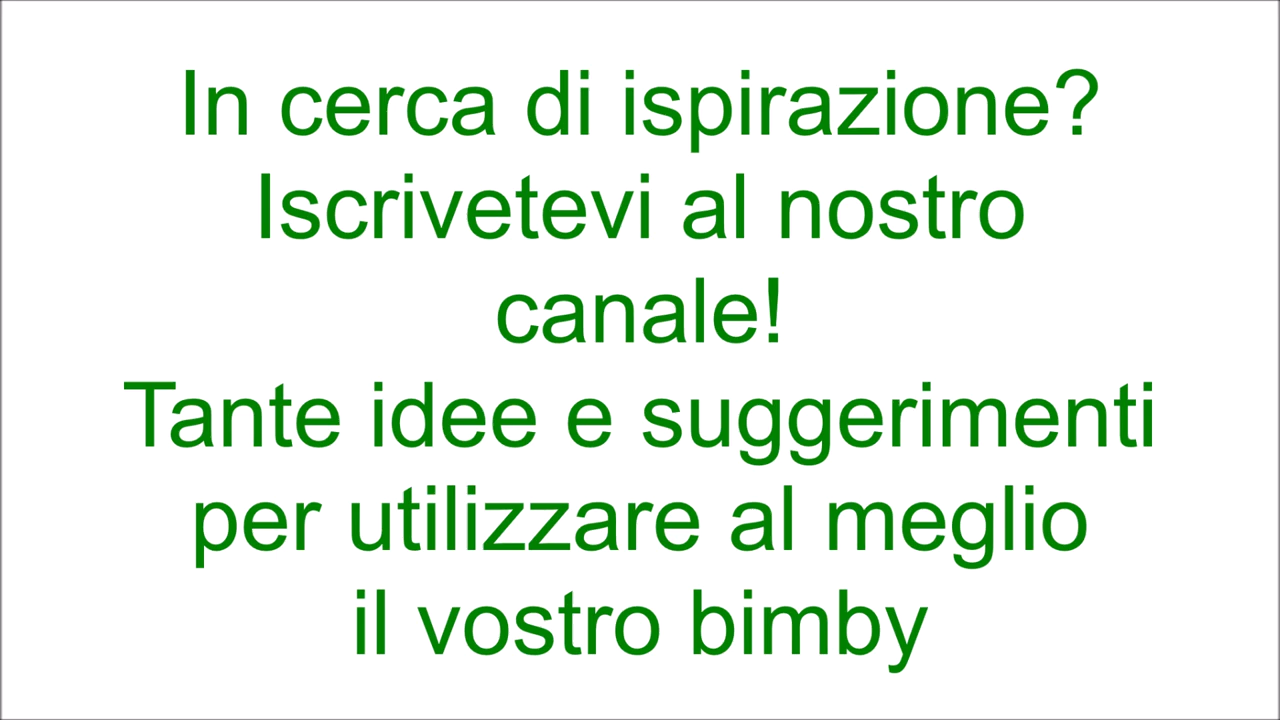 In cerca di ispirazione?
Iscrivetevi al nostro
canale!
Tante idee e suggerimenti
per utilizzare al meglio
il vostro bimby